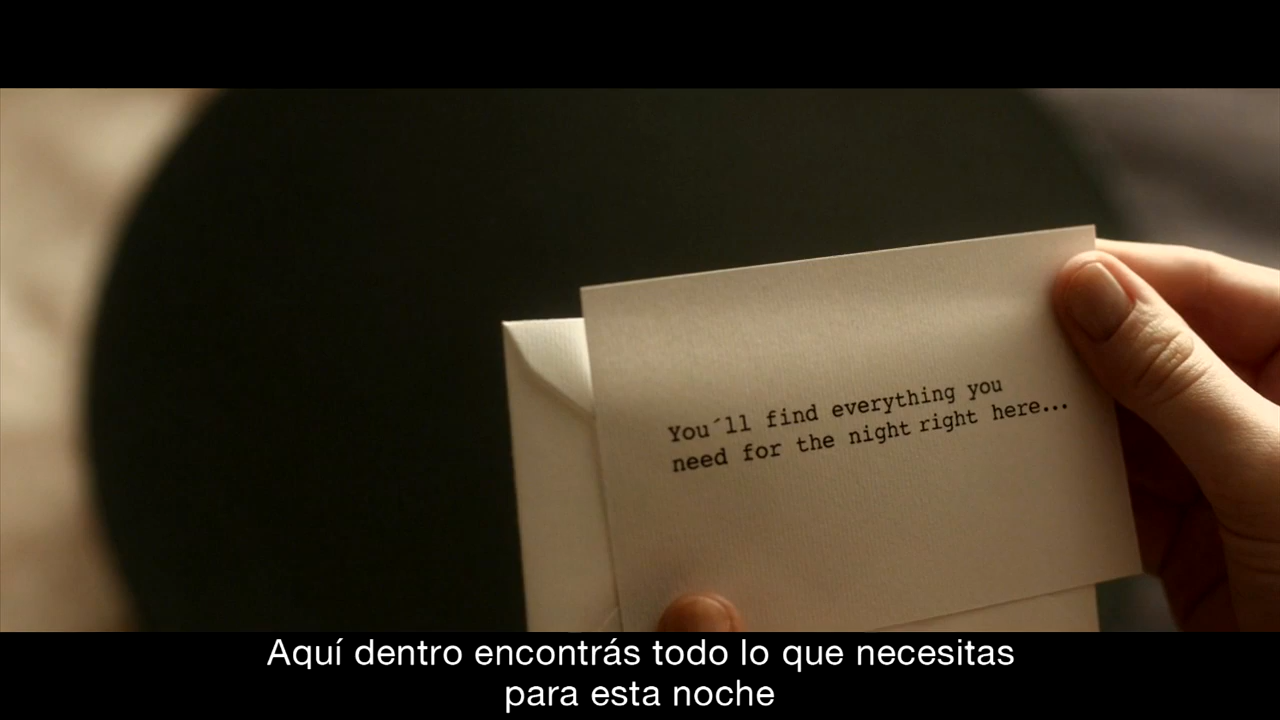 You´ll find everything you
need for the night right here...
Aquí dentro encontrás todo lo que necesitas
para esta noche